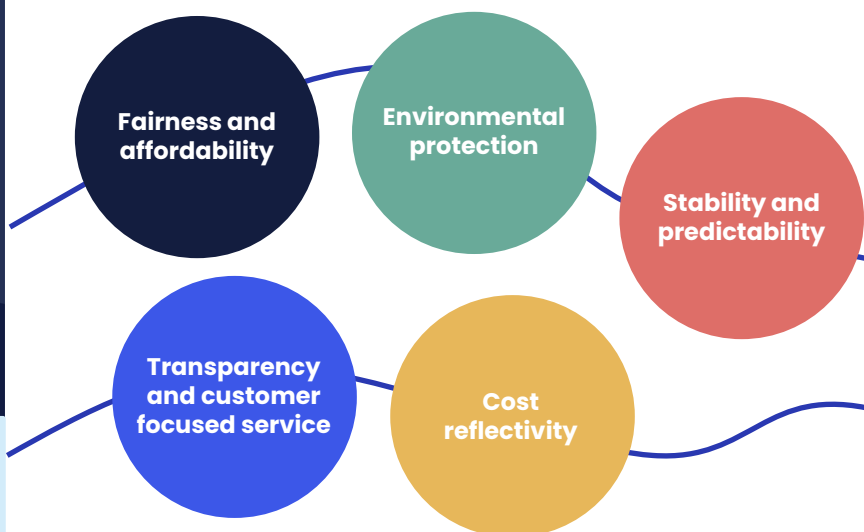 Fairness and
affordability
Environmental
protection
Stability and
predictability
Transparency
and customer
focused service
Cost
reflectivity